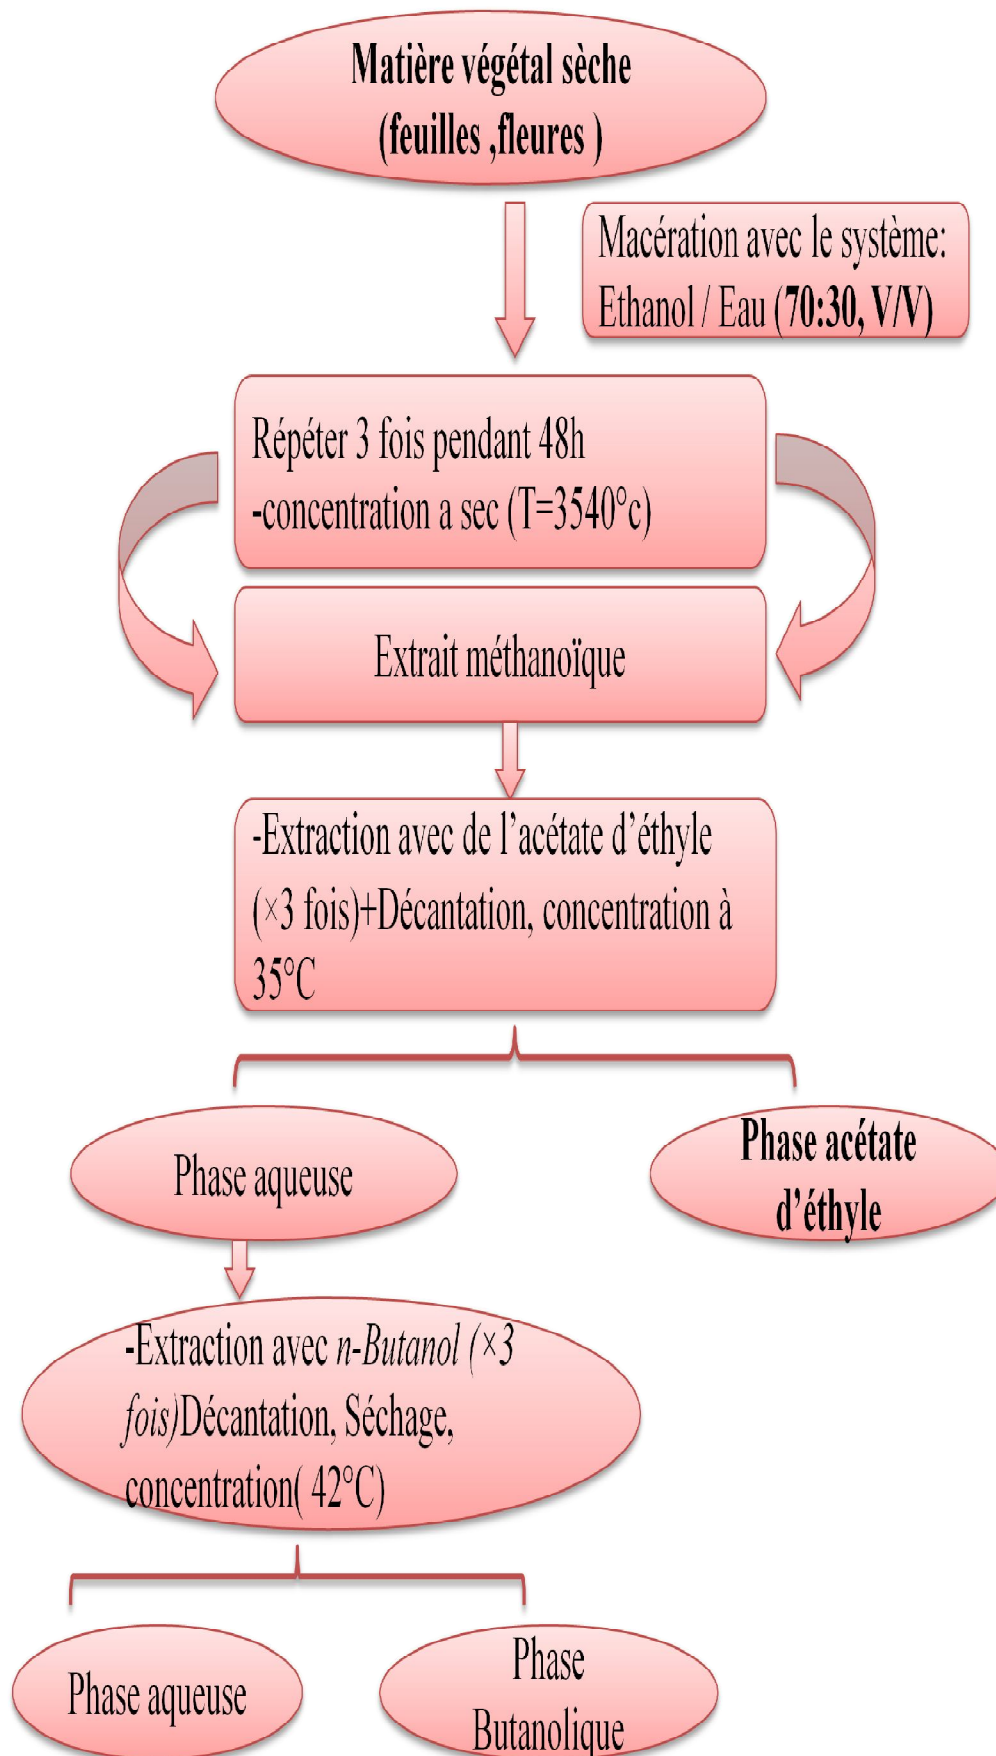 Matière végétal sèche
(feuilles ,fleures )
Macération avec le système:
Ethanol / Eau (70:30, V/V)
Répéter 3 fois pendant 48h
-concentration a sec (T=3540°c)
Extrait méthanoïque
-Extraction avec de l’acétate d’éthyle
(×3 fois)+Décantation, concentration à
35°C
Phase aqueuse
Phase acétate
d’éthyle
-Extraction avec n-Butanol (×3
fois)Décantation, Séchage,
concentration( 42°C)
Phase aqueuse
Phase
Butanolique